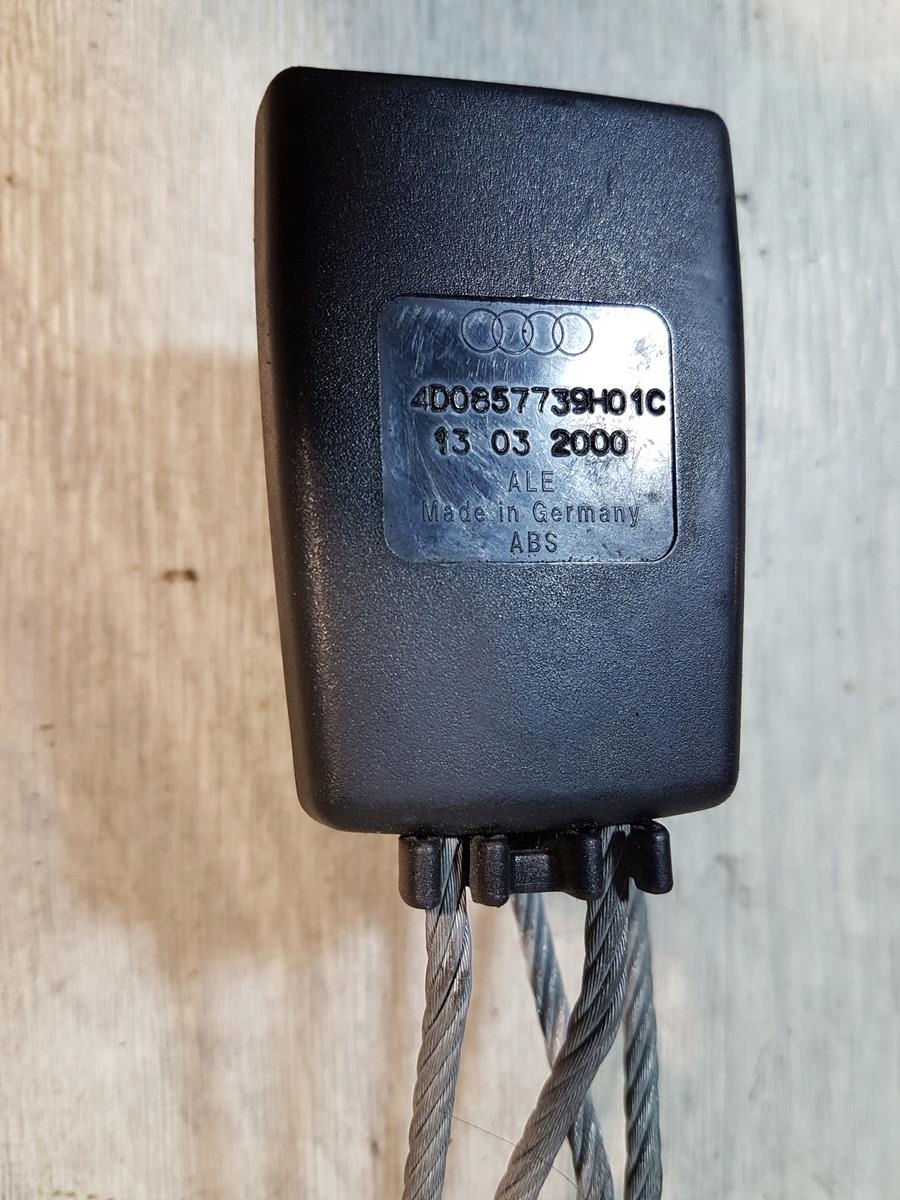 4D0857739H01C
13 03 2000
ALE
Made in Germany
ABS